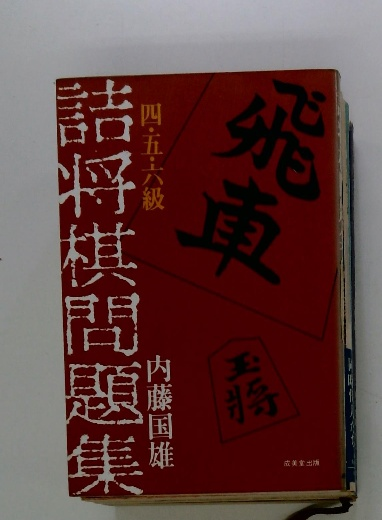 飛車
四・五・六級
詰将棋問題集
内藤国雄
玉將
成美堂出版